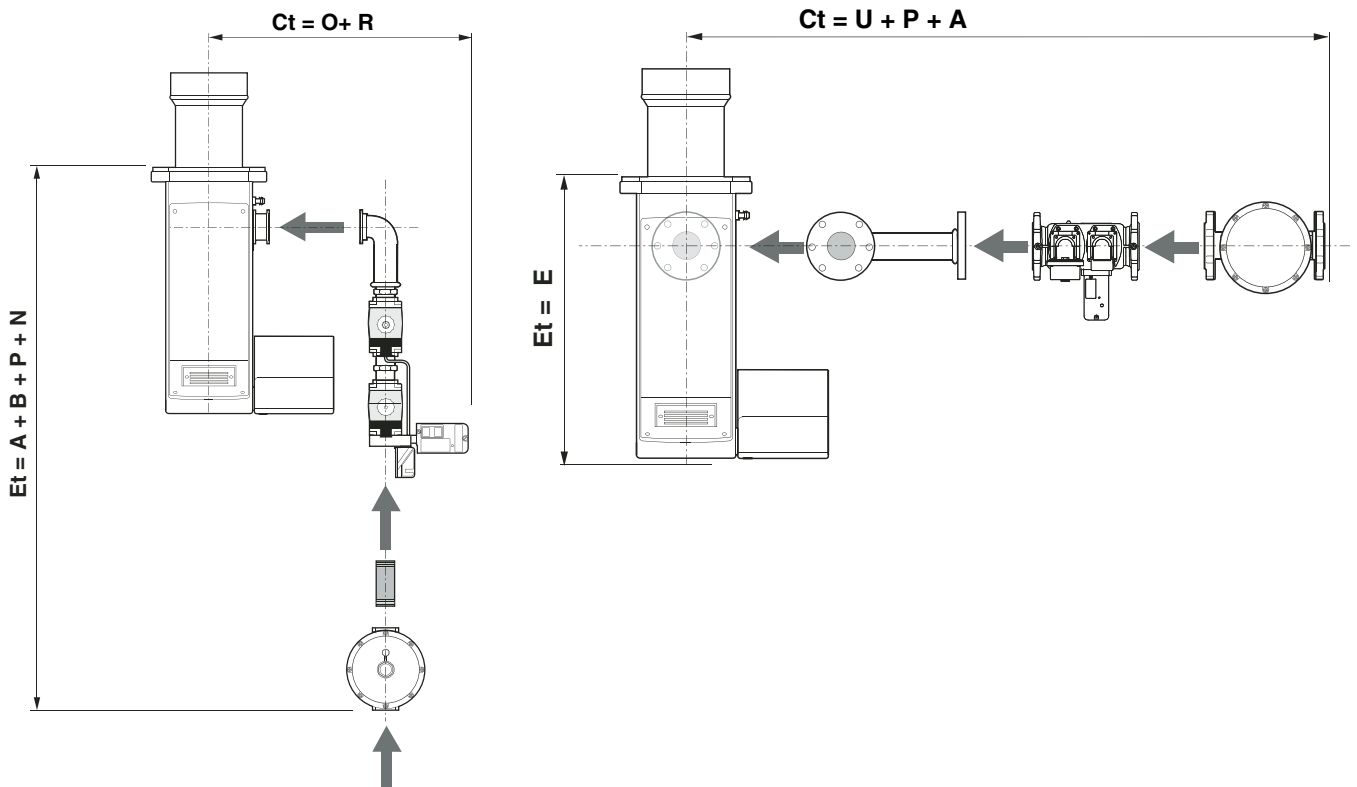 Ct = O+ R
Ct = U + P + A
Et = A + B + P + N
Et = E